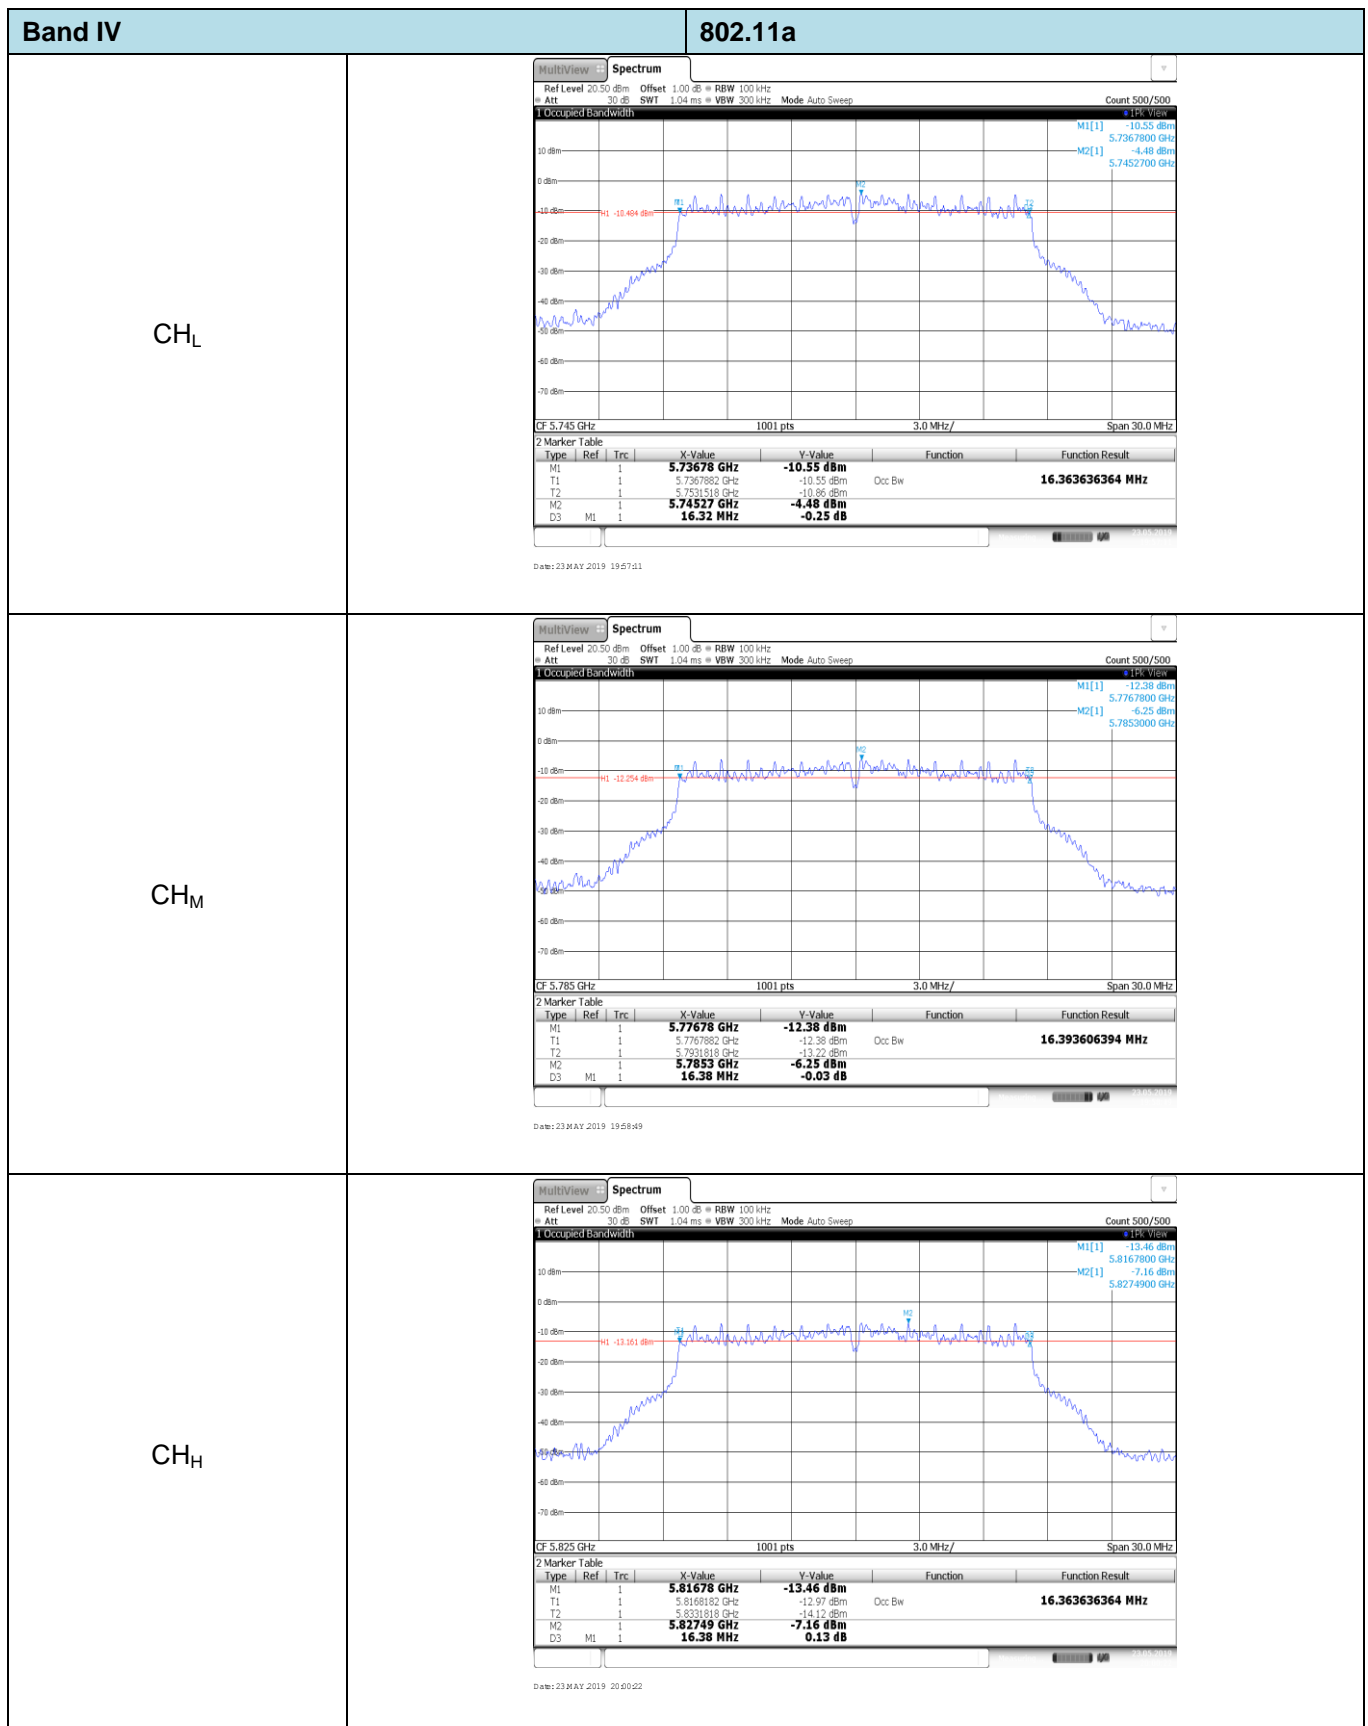 Band IV 802.11a
CHL
MultiView Spectrum
Ref Level 20.50 dBm Offset 1.00 dB RBW 100 kHz
Att 30 dB SWT 1.04 ms VBW 300 kHz Mode Auto Sweep Count 500/500
1 Occupied Bandwidth 1Pk View
M1[1] -10.55 dBm
5.7367800 GHz
10 dBm M2[1] -4.48 dBm
5.7452700 GHz
0 dBm
M2
T2
-10 dBm H1 -10.484 dBm
-20 dBm
-30 dBm
-40 dBm
-50 dBm
-60 dBm
-70 dBm
CF 5.745 GHz 1001 pts 3.0 MHz/ Span 30.0 MHz
2 Marker Table
Type Ref Trc X-Value Y-Value Function Function Result
M1 1 5.73678 GHz -10.55 dBm
T1 1 5.7367882 GHz -10.55 dBm Occ Bw 16.363636364 MHz
T2 1 5.7531518 GHz -10.86 dBm
M2 1 5.74527 GHz -4.48 dBm
D3 M1 1 16.32 MHz -0.25 dB
Date: 23.MAY.2019 19:57:11
CHM
MultiView Spectrum
Ref Level 20.50 dBm Offset 1.00 dB RBW 100 kHz
Att 30 dB SWT 1.04 ms VBW 300 kHz Mode Auto Sweep Count 500/500
1 Occupied Bandwidth 1Pk View
M1[1] -12.38 dBm
5.7767800 GHz
10 dBm M2[1] -6.25 dBm
5.7853000 GHz
0 dBm
M2
-10 dBm
H1 -12.254 dBm
-20 dBm
-30 dBm
-40 dBm
-50 dBm
-60 dBm
-70 dBm
CF 5.785 GHz 1001 pts 3.0 MHz/ Span 30.0 MHz
2 Marker Table
Type Ref Trc X-Value Y-Value Function Function Result
M1 1 5.77678 GHz -12.38 dBm
T1 1 5.7767882 GHz -12.38 dBm Occ Bw 16.393606394 MHz
T2 1 5.7931818 GHz -13.22 dBm
M2 1 5.7853 GHz -6.25 dBm
D3 M1 1 16.38 MHz -0.03 dB
Date: 23.MAY.2019 19:58:49
CHH
MultiView Spectrum
Ref Level 20.50 dBm Offset 1.00 dB RBW 100 kHz
Att 30 dB SWT 1.04 ms VBW 300 kHz Mode Auto Sweep Count 500/500
1 Occupied Bandwidth 1Pk View
M1[1] -13.46 dBm
5.8167800 GHz
10 dBm M2[1] -7.16 dBm
5.8274900 GHz
0 dBm
M2
-10 dBm
H1 -13.161 dBm
-20 dBm
-30 dBm
-40 dBm
-50 dBm
-60 dBm
-70 dBm
CF 5.825 GHz 1001 pts 3.0 MHz/ Span 30.0 MHz
2 Marker Table
Type Ref Trc X-Value Y-Value Function Function Result
M1 1 5.81678 GHz -13.46 dBm
T1 1 5.8168182 GHz -12.97 dBm Occ Bw 16.363636364 MHz
T2 1 5.8331818 GHz -14.12 dBm
M2 1 5.82749 GHz -7.16 dBm
D3 M1 1 16.38 MHz 0.13 dB
Date: 23.MAY.2019 20:00:22